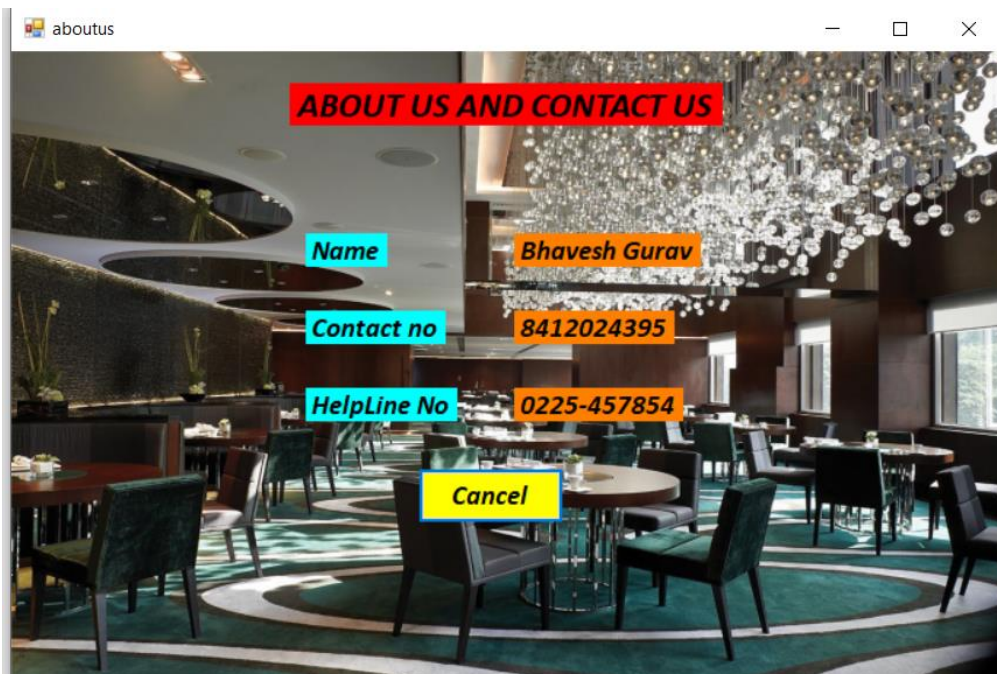 aboutus
ABOUT US AND CONTACT US
Name Bhavesh Gurav
Contact no 8412024395
HelpLine No 0225-457854
Cancel